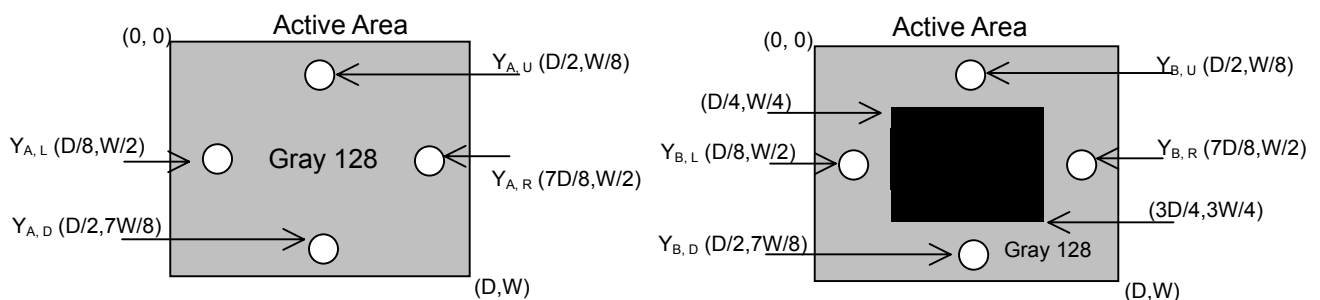 Active Area
(0, 0)
YA, U (D/2,W/8)
YA, L (D/8,W/2)
Gray 128
YA, R (7D/8,W/2)
YA, D (D/2,7W/8)
(D,W)
Active Area
(0, 0)
YB, U (D/2,W/8)
(D/4,W/4)
YB, L (D/8,W/2)
YB, R (7D/8,W/2)
(3D/4,3W/4)
YB, D (D/2,7W/8)
Gray 128
(D,W)